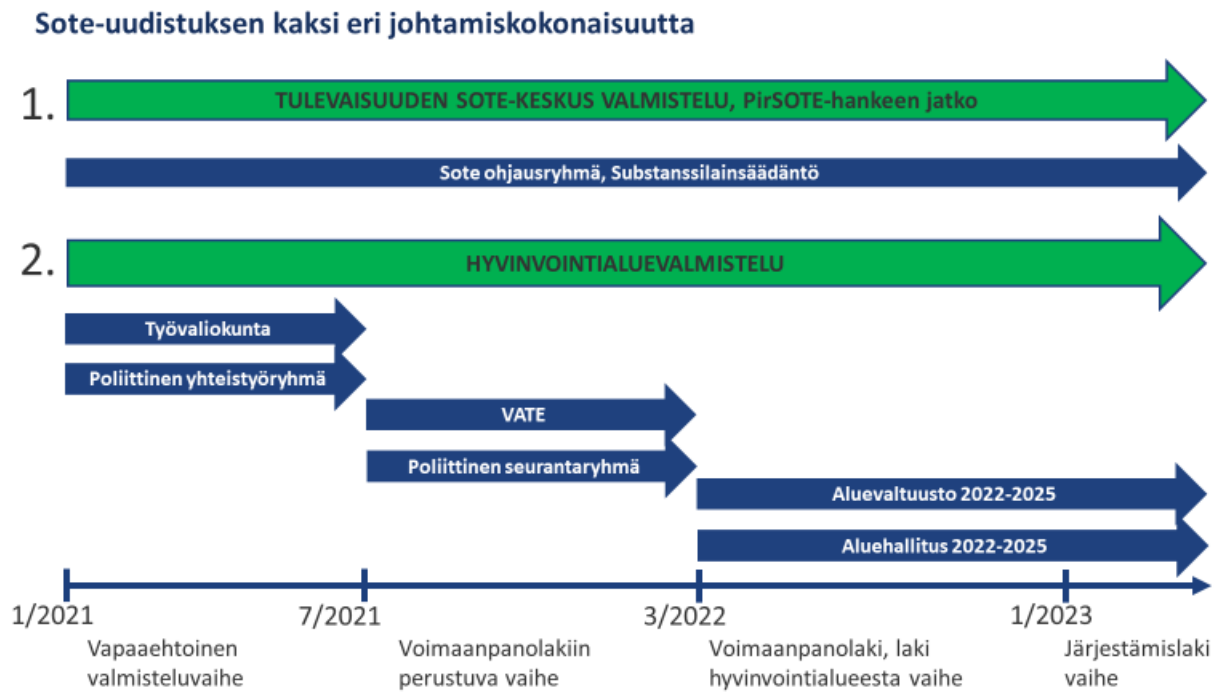 Sote-uudistuksen kaksi eri johtamiskokonaisuutta
1.
TULEVAISUUDEN SOTE-KESKUS VALMISTELU, PirSOTE-hankeen jatko
Sote ohjausryhmä, Substanssilainsäädäntö
2.
HYVINVOINTIALUEVALMISTELU
Työvaliokunta
Poliittinen yhteistyöryhmä
VATE
Poliittinen seurantaryhmä
Aluevaltuusto 2022-2025
Aluehallitus 2022-2025
1/2021
7/2021
3/2022
1/2023
Vapaaehtoinen
valmisteluvaihe
Voimaanpanolakiin
perustuva vaihe
Voimaanpanolaki, laki
hyvinvointialueesta vaihe
Järjestämislaki
vaihe